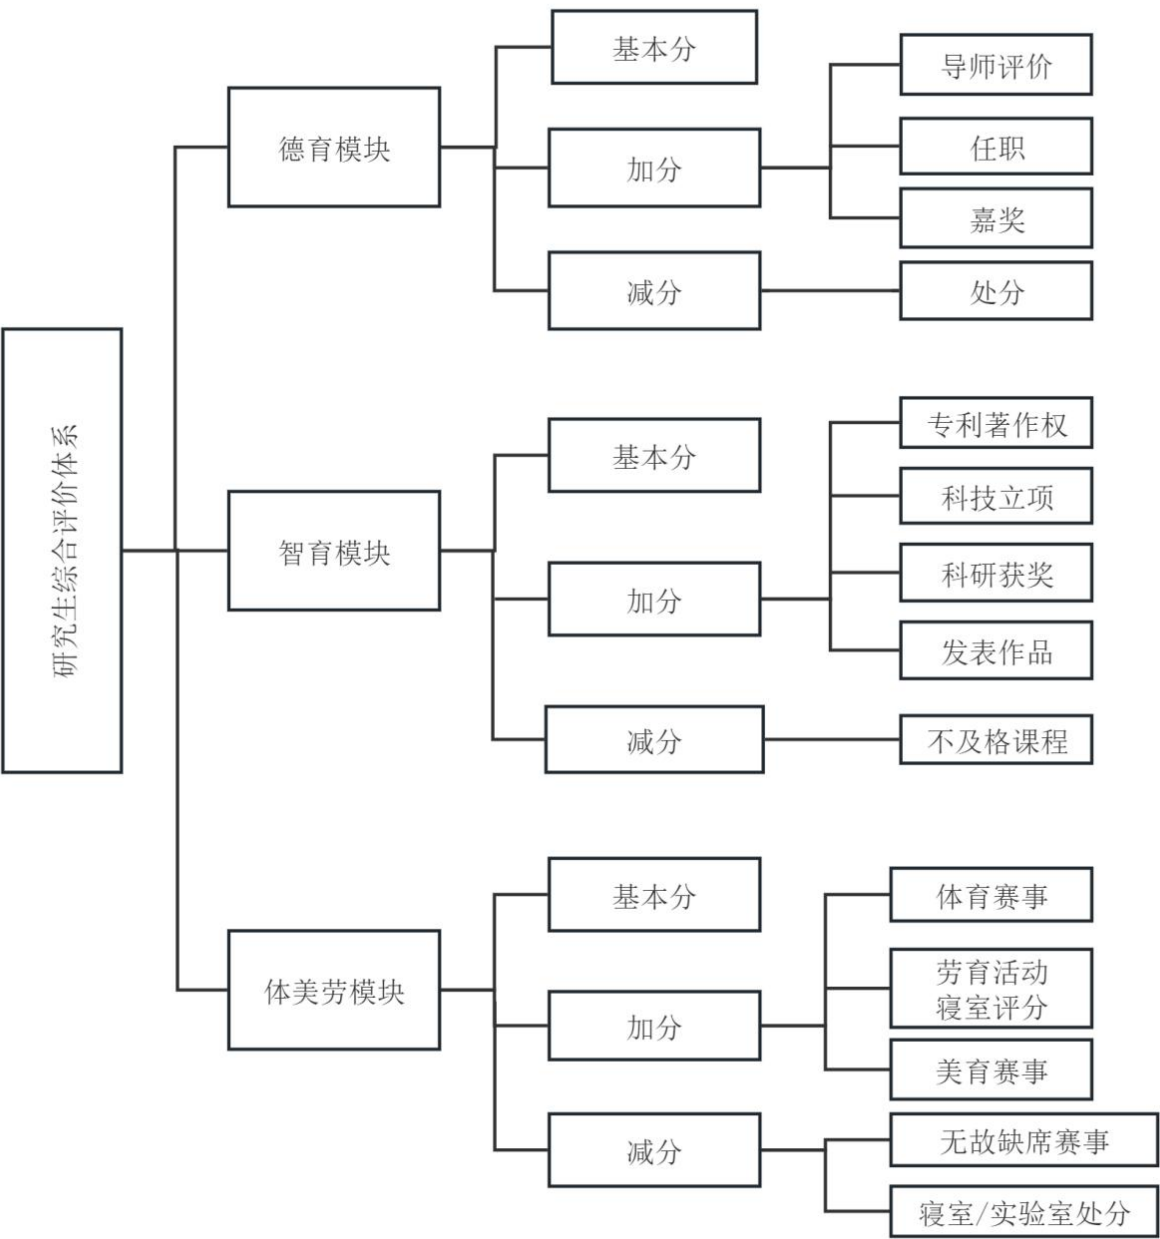 研究生综合评价体系
德育模块
基本分
加分
导师评价
任职
嘉奖
减分
处分
智育模块
基本分
加分
专利著作权
科技立项
科研获奖
发表作品
减分
不及格课程
体美劳模块
基本分
加分
体育赛事
劳育活动
寝室评分
美育赛事
减分
无故缺席赛事
寝室/实验室处分